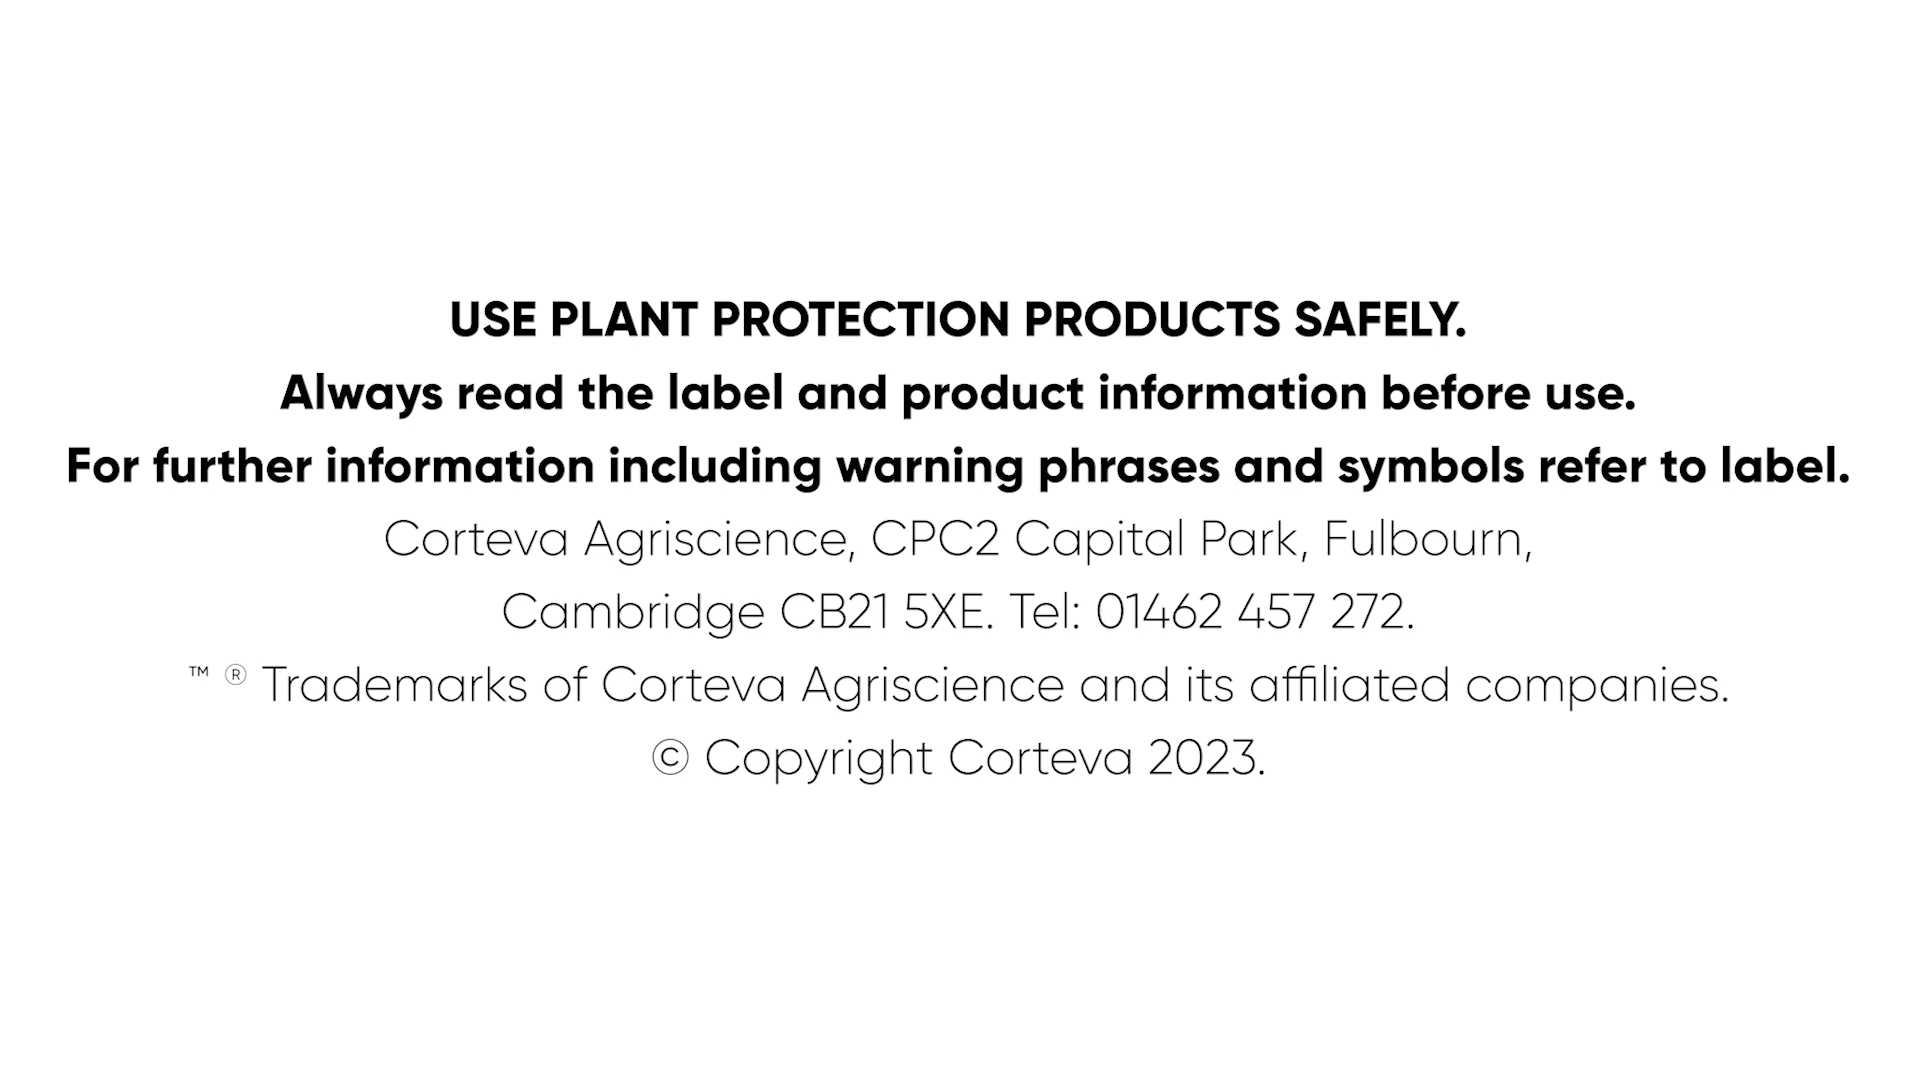 USE PLANT PROTECTION PRODUCTS SAFELY.
Always read the label and product information before use.
For further information including warning phrases and symbols refer to label.
Corteva Agriscience, CPC2 Capital Park, Fulbourn,
Cambridge CB21 5XE. Tel: 01462 457 272.
™ ® Trademarks of Corteva Agriscience and its affiliated companies.
© Copyright Corteva 2023.